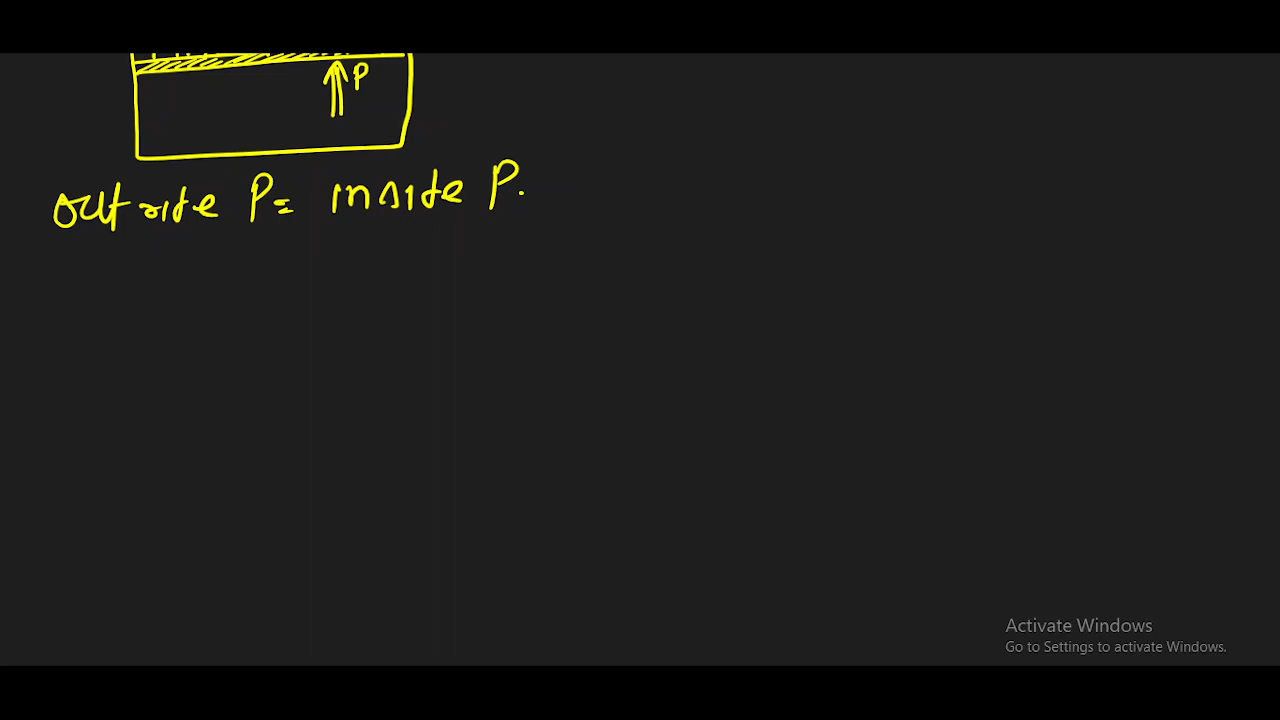 P
outside P = inside P.
Activate Windows
Go to Settings to activate Windows.